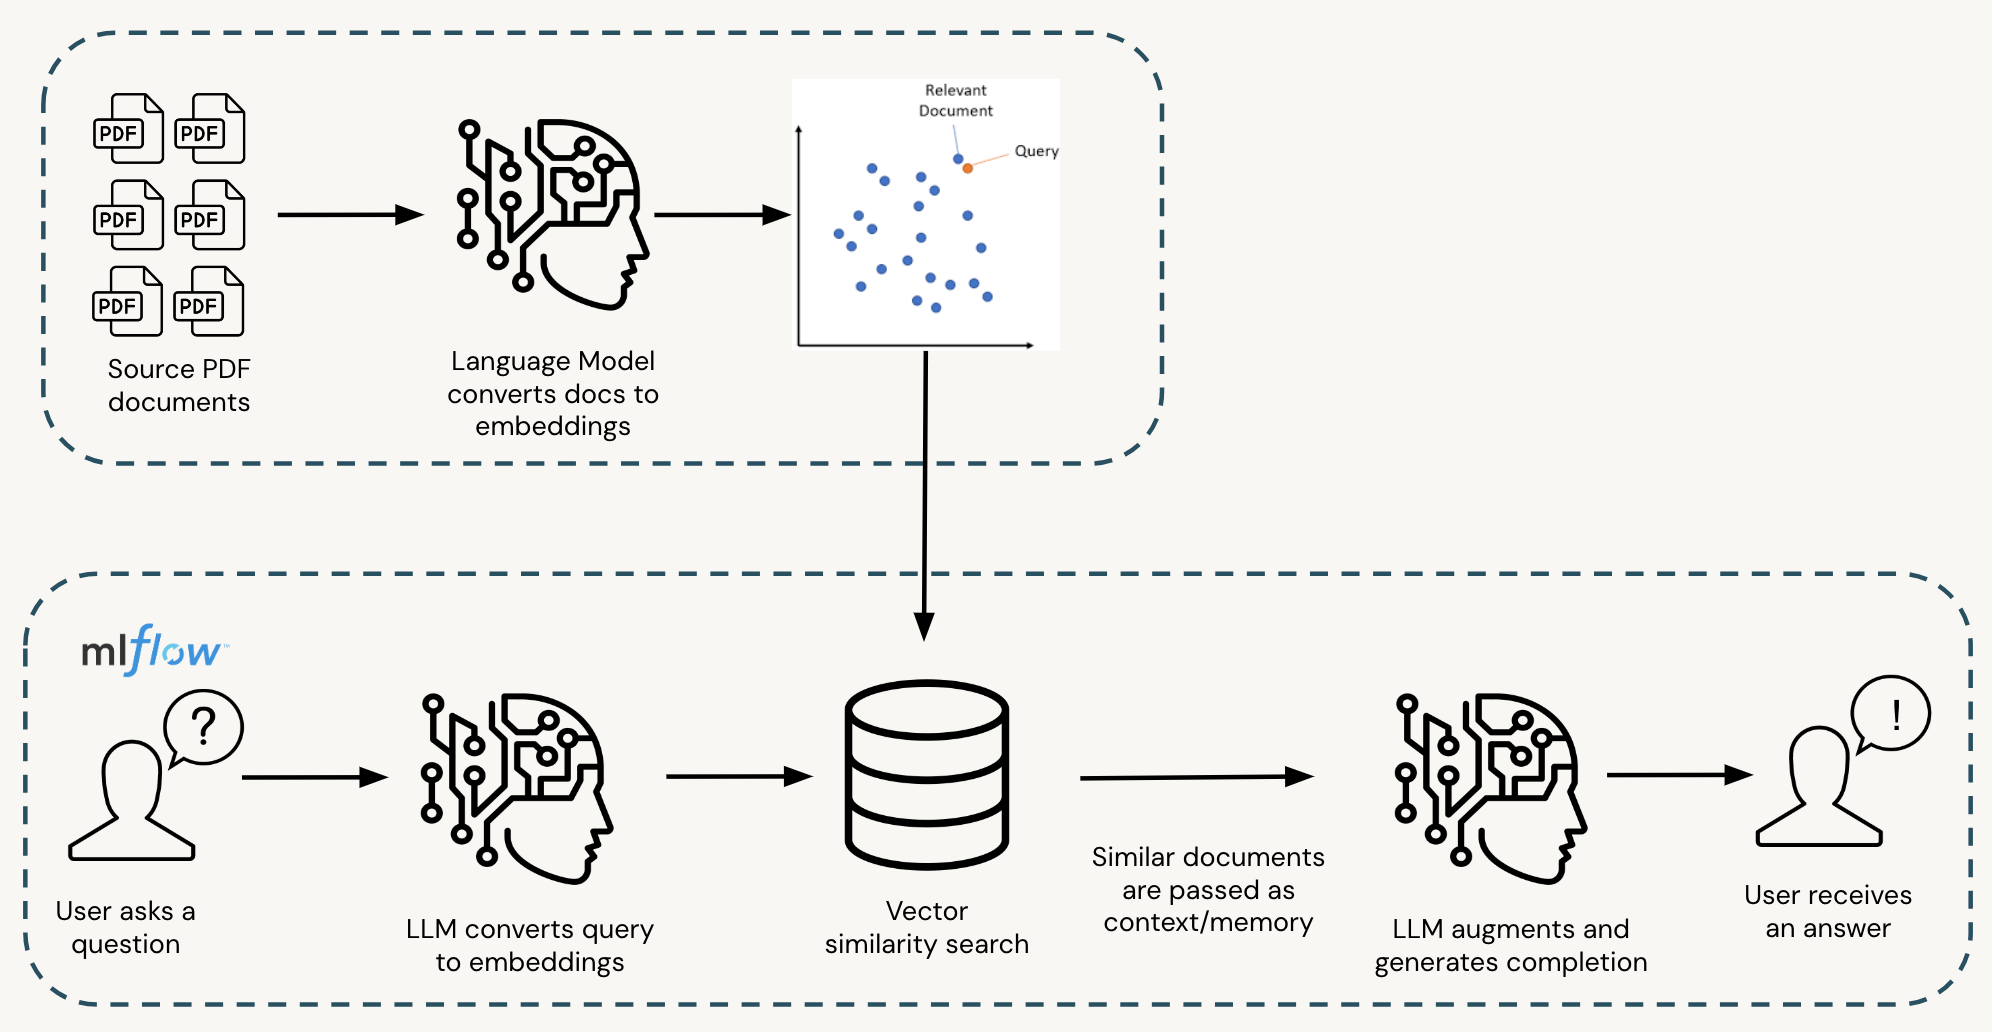 PDF
PDF
PDF
PDF
PDF
PDF
Source PDF
documents
Language Model
converts docs to
embeddings
Relevant
Document
Query
mlflow™
?
User asks a
question
LLM converts query
to embeddings
Vector
similarity search
Similar documents
are passed as
context/memory
LLM augments and
generates completion
!
User receives
an answer